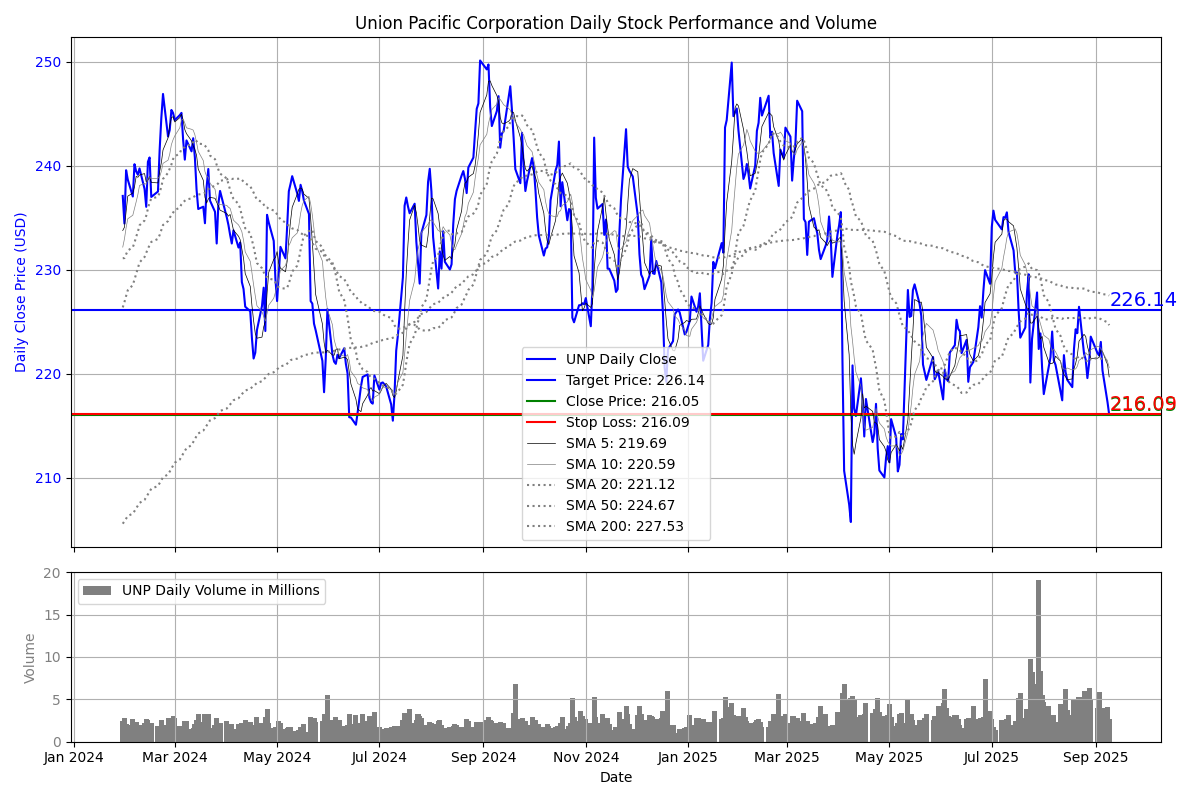 Union Pacific Corporation Daily Stock Performance and Volume
Daily Close Price (USD)
250
240
230
220
210
226.14
216.09
216.05
UNP Daily Close
Target Price: 226.14
Close Price: 216.05
Stop Loss: 216.09
SMA 5: 219.69
SMA 10: 220.59
SMA 20: 221.12
SMA 50: 224.67
SMA 200: 227.53
Volume
20
15
10
5
0
UNP Daily Volume in Millions
Jan 2024
Mar 2024
May 2024
Jul 2024
Sep 2024
Nov 2024
Jan 2025
Mar 2025
May 2025
Jul 2025
Sep 2025
Date